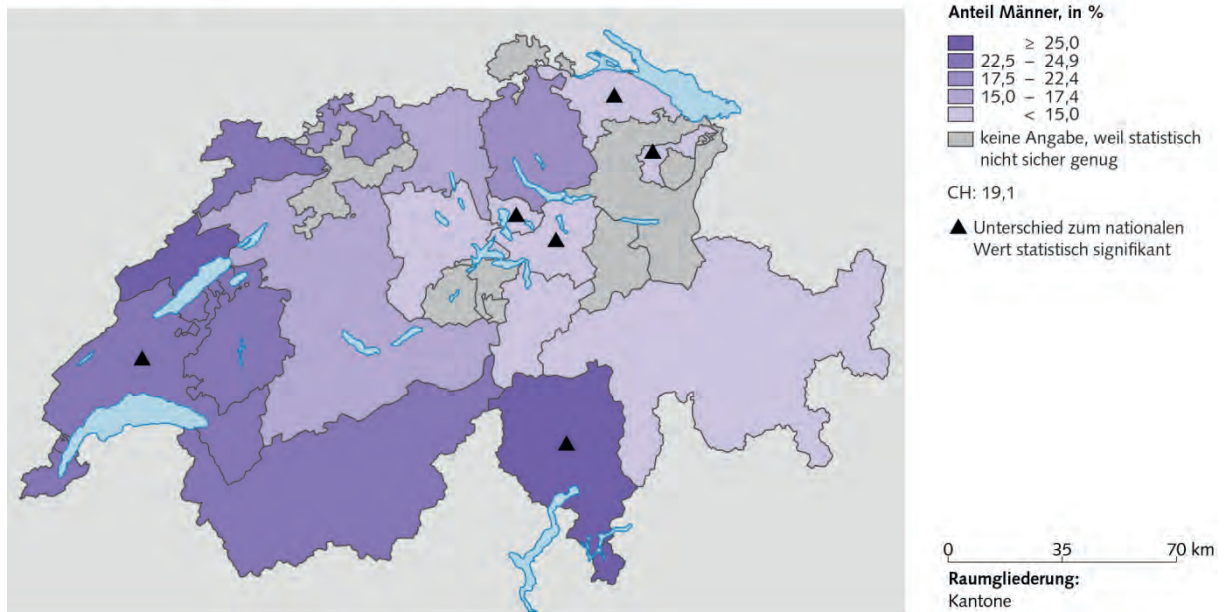 Anteil Männer, in %
≥ 25,0
22,5 – 24,9
17,5 – 22,4
15,0 – 17,4
< 15,0
keine Angabe, weil statistisch
nicht sicher genug
CH: 19,1
▲ Unterschied zum nationalen
Wert statistisch signifikant
0 35 70 km
Raumgliederung:
Kantone